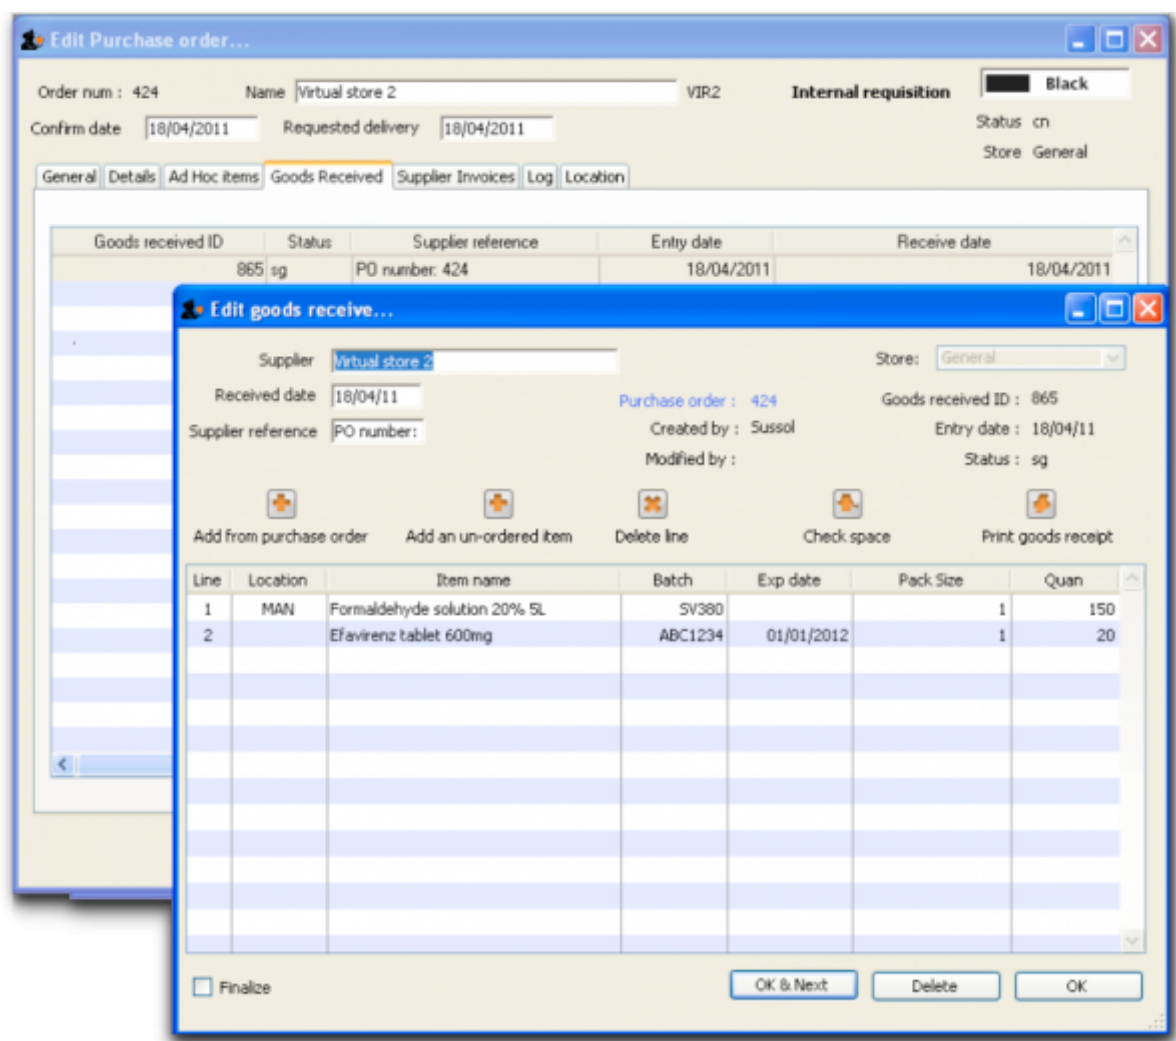 Edit Purchase order...
Order num : 424 Name Virtual store 2 VIR2 Internal requisition Black
Confirm date 18/04/2011 Requested delivery 18/04/2011 Status cn
Store General
General Details Ad Hoc items Goods Received Supplier Invoices Log Location
Goods received ID Status Supplier reference Entry date Receive date
865 sg PO number: 424 18/04/2011 18/04/2011
Edit goods receive...
Supplier Virtual store 2 Store: General
Received date 18/04/11 Purchase order : 424 Goods received ID : 865
Supplier reference PO number: Created by : Sussol Entry date : 18/04/11
Modified by : Status : sg
Add from purchase order Add an un-ordered item Delete line Check space Print goods receipt
Line Location Item name Batch Exp date Pack Size Quan
1 MAN Formaldehyde solution 20% 5L SV380 1 150
2 Efavirenz tablet 600mg ABC1234 01/01/2012 1 20
Finalize OK & Next Delete OK